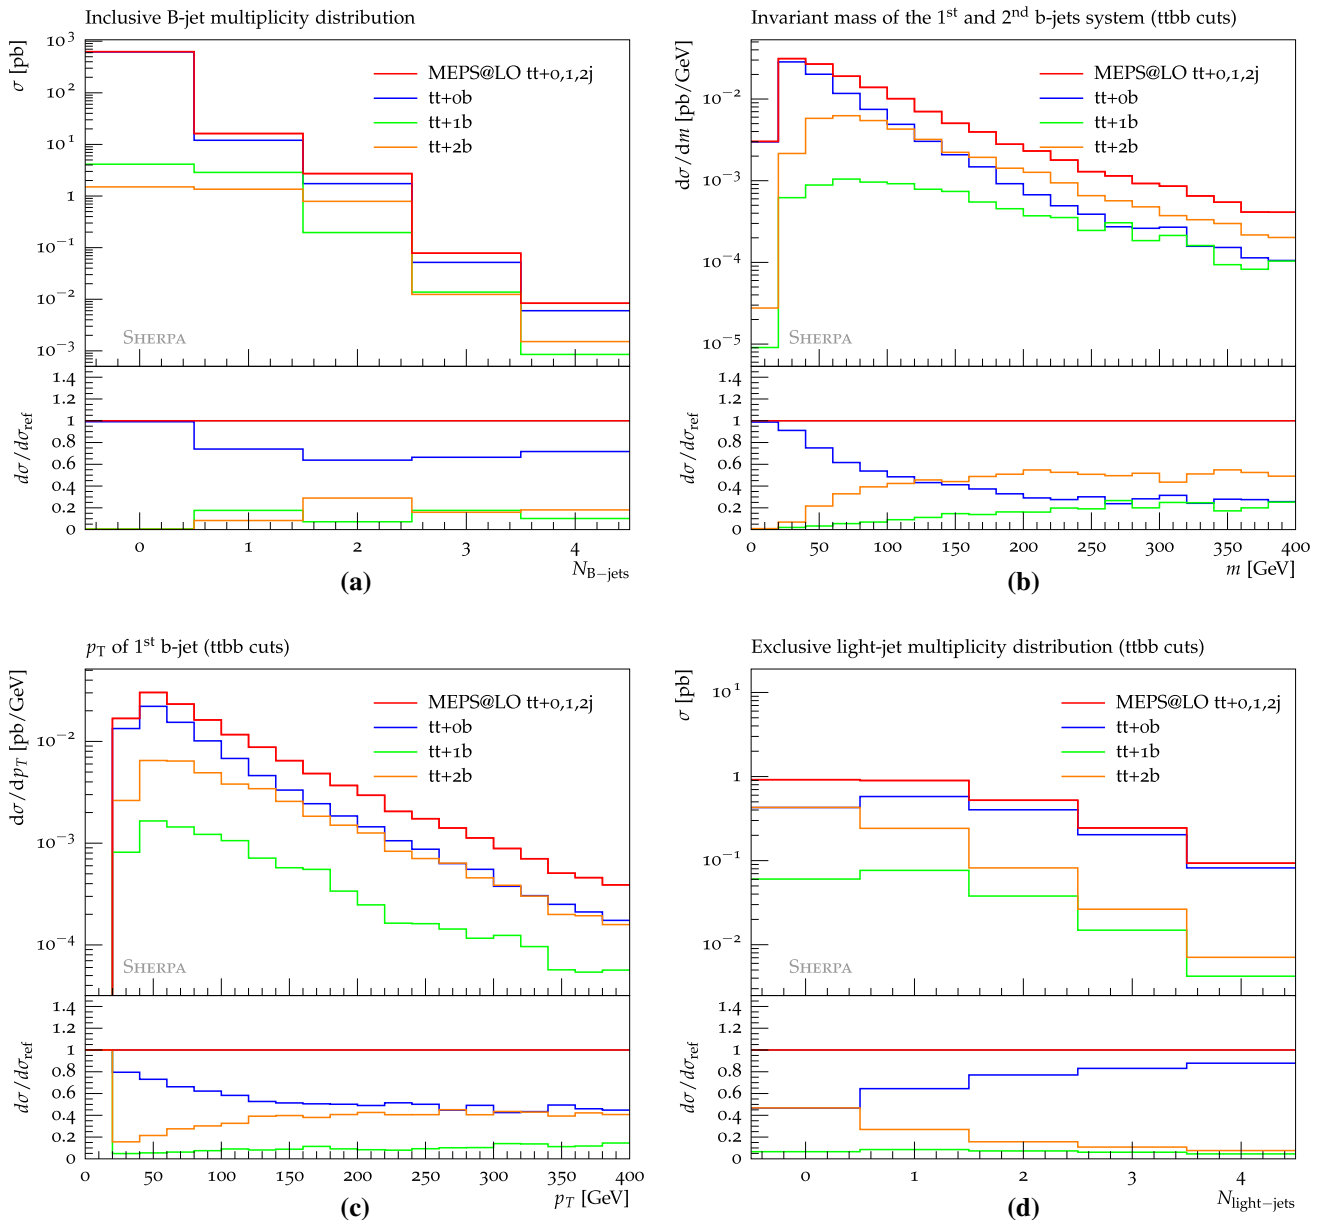 Inclusive B-jet multiplicity distribution
σ [pb]
10³
10²
10¹
1
10⁻¹
10⁻²
10⁻³
MEPS@LO tt+0,1,2j
tt+0b
tt+1b
tt+2b
SHERPA
dσ/dσref
1.4
1.2
1
0.8
0.6
0.4
0.2
0
0 1 2 3 4
N_B−jets
(a)
Invariant mass of the 1st and 2nd b-jets system (ttbb cuts)
dσ/dm [pb/GeV]
10⁻²
10⁻³
10⁻⁴
10⁻⁵
MEPS@LO tt+0,1,2j
tt+0b
tt+1b
tt+2b
SHERPA
dσ/dσref
1.4
1.2
1
0.8
0.6
0.4
0.2
0
0 50 100 150 200 250 300 350 400
m [GeV]
(b)
pT of 1st b-jet (ttbb cuts)
dσ/dpT [pb/GeV]
10⁻²
10⁻³
10⁻⁴
MEPS@LO tt+0,1,2j
tt+0b
tt+1b
tt+2b
SHERPA
dσ/dσref
1.4
1.2
1
0.8
0.6
0.4
0.2
0
0 50 100 150 200 250 300 350 400
pT [GeV]
(c)
Exclusive light-jet multiplicity distribution (ttbb cuts)
σ [pb]
10¹
1
10⁻¹
10⁻²
MEPS@LO tt+0,1,2j
tt+0b
tt+1b
tt+2b
SHERPA
dσ/dσref
1.4
1.2
1
0.8
0.6
0.4
0.2
0
0 1 2 3 4
N_light−jets
(d)